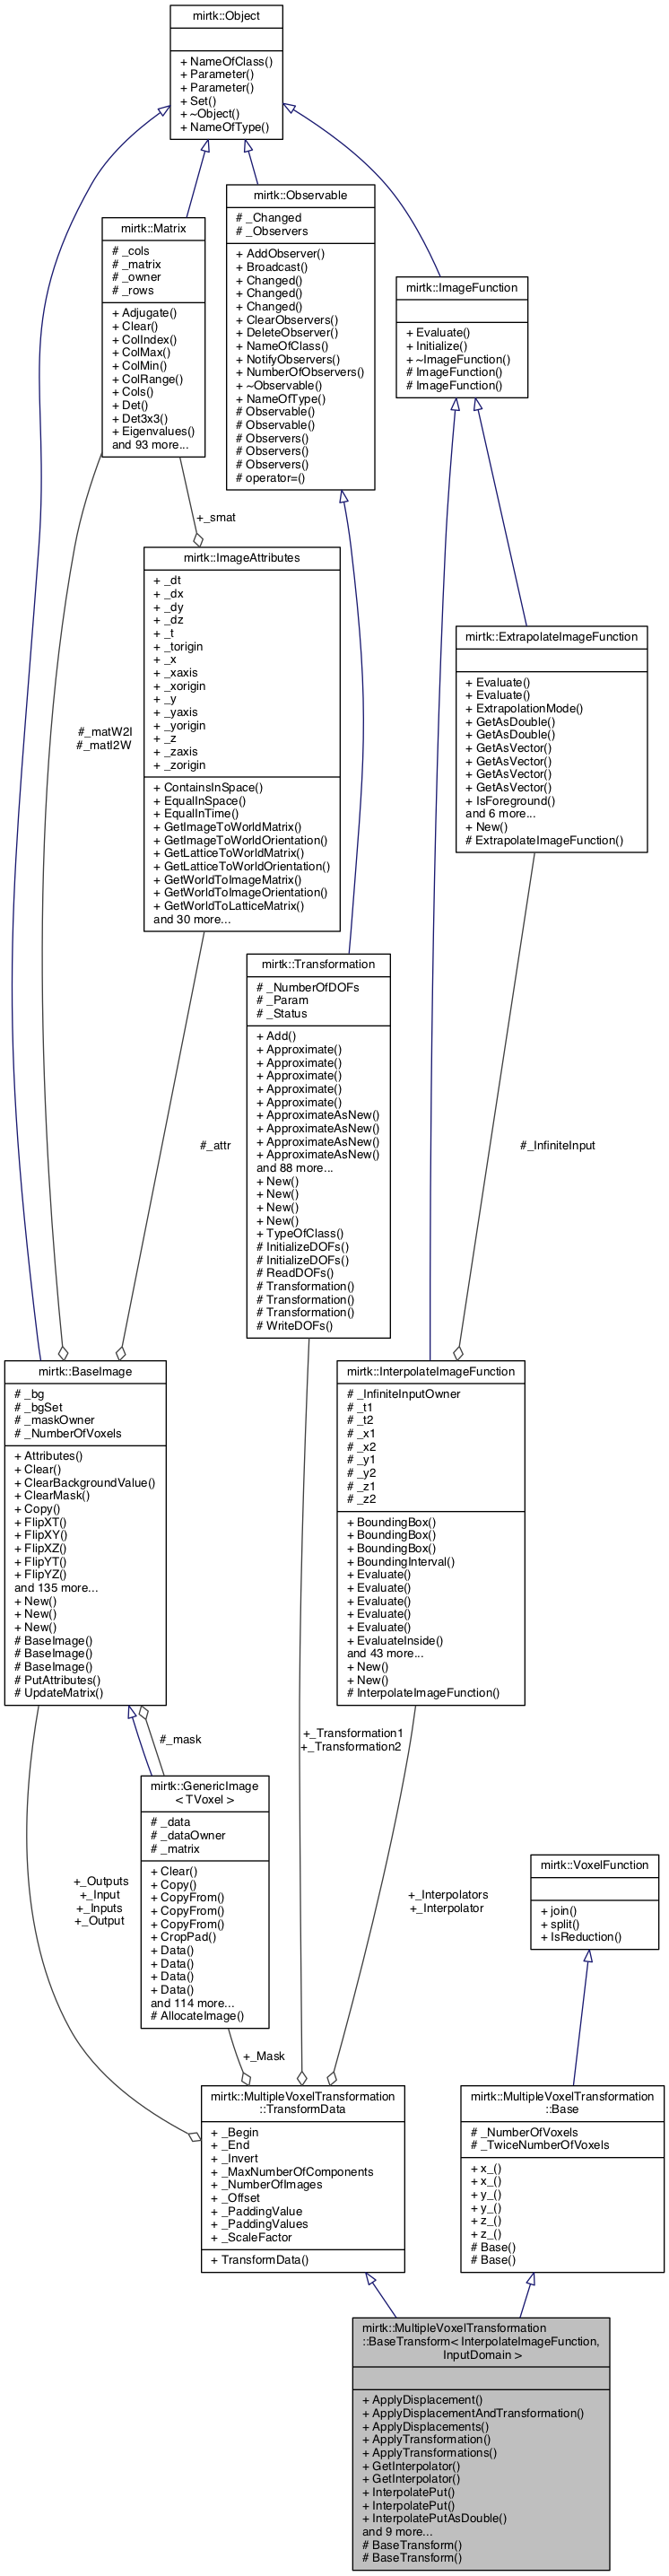 mirtk::Object
+ NameOfClass()
+ Parameter()
+ Parameter()
+ Set()
+ ~Object()
+ NameOfType()
mirtk::Matrix
# _cols
# _matrix
# _owner
# _rows
+ Adjugate()
+ Clear()
+ ColIndex()
+ ColMax()
+ ColMin()
+ ColRange()
+ Cols()
+ Det()
+ Det3x3()
+ Eigenvalues()
and 93 more...
mirtk::Observable
# _Changed
# _Observers
+ AddObserver()
+ Broadcast()
+ Changed()
+ Changed()
+ Changed()
+ ClearObservers()
+ DeleteObserver()
+ NameOfClass()
+ NotifyObservers()
+ NumberOfObservers()
+ ~Observable()
+ NameOfType()
# Observable()
# Observable()
# Observers()
# Observers()
# Observers()
# operator=()
mirtk::ImageFunction
+ Evaluate()
+ Initialize()
+ ~ImageFunction()
# ImageFunction()
# ImageFunction()
+_smat
mirtk::ImageAttributes
+ _dt
+ _dx
+ _dy
+ _dz
+ _t
+ _torigin
+ _x
+ _xaxis
+ _xorigin
+ _y
+ _yaxis
+ _yorigin
+ _z
+ _zaxis
+ _zorigin
+ ContainsInSpace()
+ EqualInSpace()
+ EqualInTime()
+ GetImageToWorldMatrix()
+ GetImageToWorldOrientation()
+ GetLatticeToWorldMatrix()
+ GetLatticeToWorldOrientation()
+ GetWorldToImageMatrix()
+ GetWorldToImageOrientation()
+ GetWorldToLatticeMatrix()
and 30 more...
mirtk::ExtrapolateImageFunction
+ Evaluate()
+ Evaluate()
+ ExtrapolationMode()
+ GetAsDouble()
+ GetAsDouble()
+ GetAsVector()
+ GetAsVector()
+ GetAsVector()
+ GetAsVector()
+ IsForeground()
and 6 more...
+ New()
# ExtrapolateImageFunction()
#_matW2I
#_matI2W
mirtk::Transformation
# _NumberOfDOFs
# _Param
# _Status
+ Add()
+ Approximate()
+ Approximate()
+ Approximate()
+ Approximate()
+ Approximate()
+ ApproximateAsNew()
+ ApproximateAsNew()
+ ApproximateAsNew()
+ ApproximateAsNew()
and 88 more...
+ New()
+ New()
+ New()
+ New()
+ TypeOfClass()
# InitializeDOFs()
# InitializeDOFs()
# ReadDOFs()
# Transformation()
# Transformation()
# Transformation()
# WriteDOFs()
#_attr
#_InfiniteInput
mirtk::BaseImage
# _bg
# _bgSet
# _maskOwner
# _NumberOfVoxels
+ Attributes()
+ Clear()
+ ClearBackgroundValue()
+ ClearMask()
+ Copy()
+ FlipXT()
+ FlipXY()
+ FlipXZ()
+ FlipYT()
+ FlipYZ()
and 135 more...
+ New()
+ New()
+ New()
# BaseImage()
# BaseImage()
# BaseImage()
# PutAttributes()
# UpdateMatrix()
mirtk::InterpolateImageFunction
# _InfiniteInputOwner
# _t1
# _t2
# _x1
# _x2
# _y1
# _y2
# _z1
# _z2
+ BoundingBox()
+ BoundingBox()
+ BoundingBox()
+ BoundingInterval()
+ Evaluate()
+ Evaluate()
+ Evaluate()
+ Evaluate()
+ Evaluate()
+ EvaluateInside()
and 43 more...
+ New()
+ New()
# InterpolateImageFunction()
#_mask
+_Transformation1
+_Transformation2
mirtk::GenericImage
< TVoxel >
# _data
# _dataOwner
# _matrix
+ Clear()
+ Copy()
+ CopyFrom()
+ CopyFrom()
+ CopyFrom()
+ CropPad()
+ Data()
+ Data()
+ Data()
+ Data()
and 114 more...
# AllocateImage()
+_Outputs
+_Input
+_Inputs
+_Output
+_Interpolators
+_Interpolator
mirtk::VoxelFunction
+ join()
+ split()
+ IsReduction()
+_Mask
mirtk::MultipleVoxelTransformation
::TransformData
+ _Begin
+ _End
+ _Invert
+ _MaxNumberOfComponents
+ _NumberOfImages
+ _Offset
+ _PaddingValue
+ _PaddingValues
+ _ScaleFactor
+ TransformData()
mirtk::MultipleVoxelTransformation
::Base
# _NumberOfVoxels
# _TwiceNumberOfVoxels
+ x_()
+ x_()
+ y_()
+ y_()
+ z_()
+ z_()
# Base()
# Base()
mirtk::MultipleVoxelTransformation
::BaseTransform< InterpolateImageFunction,
InputDomain >
+ ApplyDisplacement()
+ ApplyDisplacementAndTransformation()
+ ApplyDisplacements()
+ ApplyTransformation()
+ ApplyTransformations()
+ GetInterpolator()
+ GetInterpolator()
+ InterpolatePut()
+ InterpolatePut()
+ InterpolatePutAsDouble()
and 9 more...
# BaseTransform()
# BaseTransform()